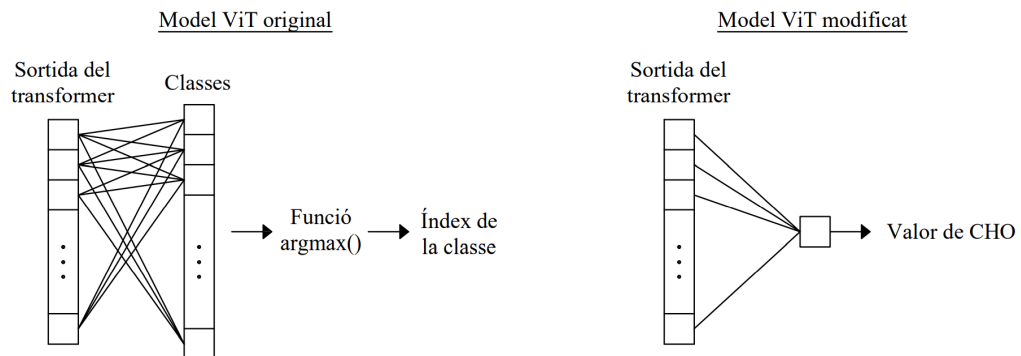 Model ViT original
Sortida del
transformer
Classes
Funció
argmax()
Índex de
la classe
Model ViT modificat
Sortida del
transformer
Valor de CHO